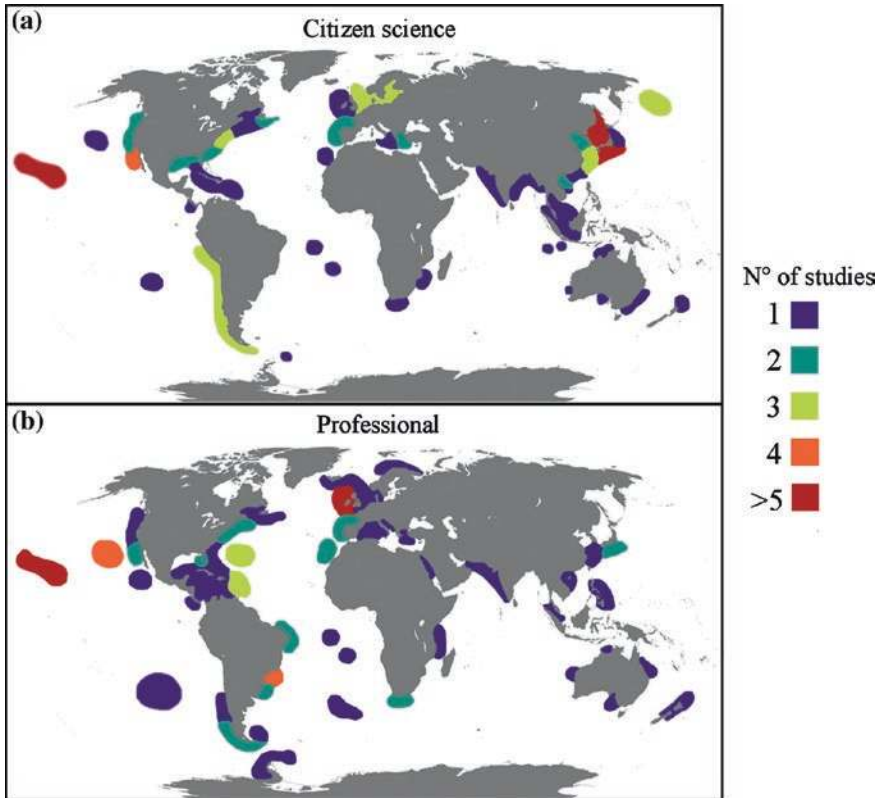 (a)
Citizen science
(b)
Professional
N° of studies
1
2
3
4
>5